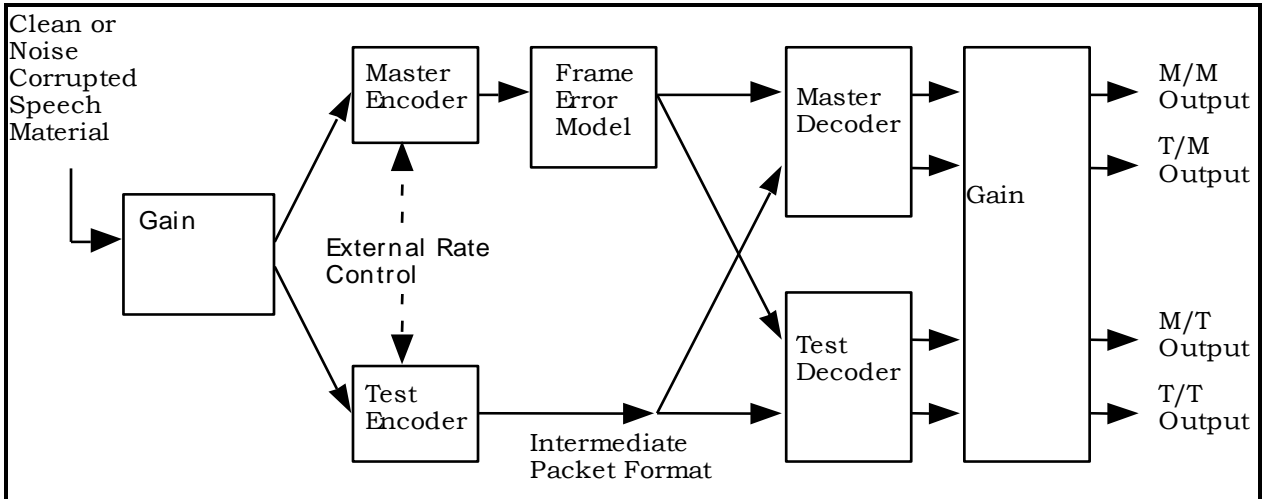 Clean or
Noise
Corrupted
Speech
Material
Gain
Master
Encoder
External Rate
Control
Test
Encoder
Frame
Error
Model
Intermediate
Packet Format
Master
Decoder
Test
Decoder
Gain
M/M
Output
T/M
Output
M/T
Output
T/T
Output